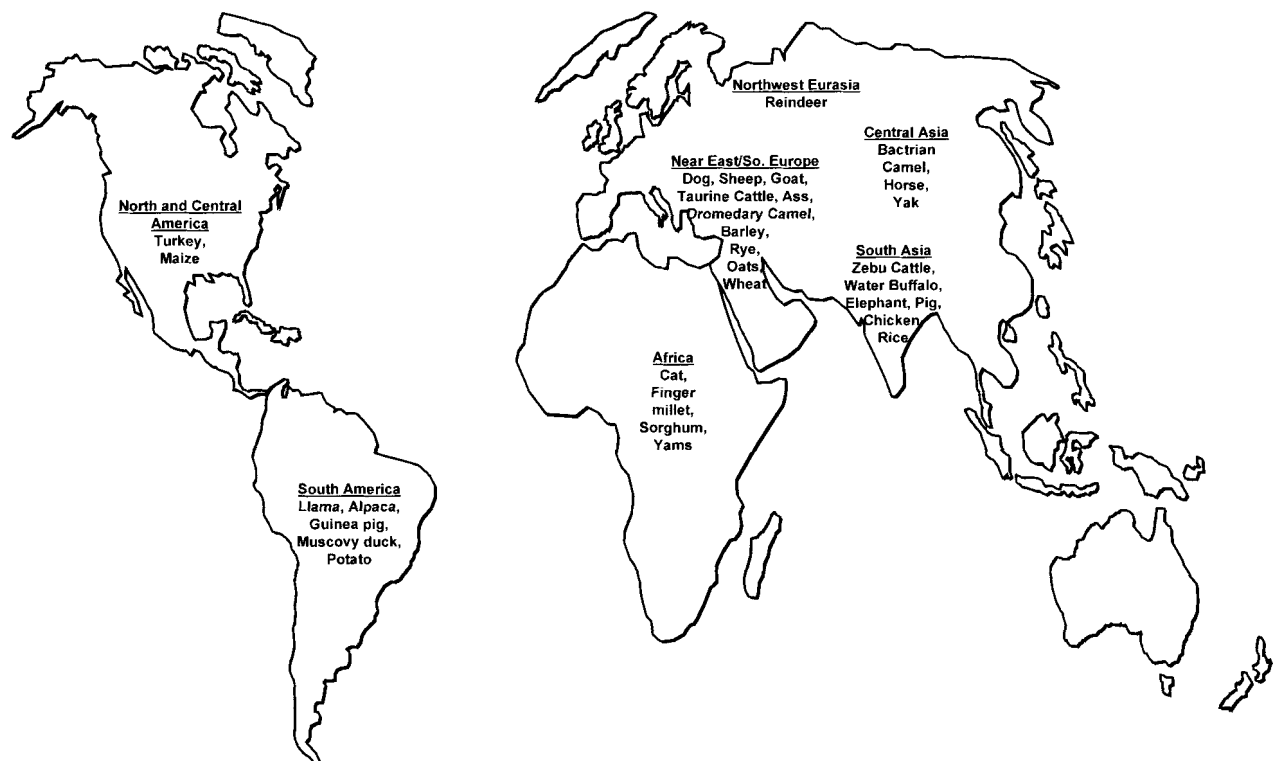 Northwest Eurasia
Reindeer
Central Asia
Bactrian
Camel,
Horse,
Yak
Near East/So. Europe
Dog, Sheep, Goat,
Taurine Cattle, Ass,
Dromedary Camel,
Barley,
Rye,
Oats,
Wheat
North and Central
America
Turkey,
Maize
South Asia
Zebu Cattle,
Water Buffalo,
Elephant, Pig,
Chicken,
Rice
Africa
Cat,
Finger
millet,
Sorghum,
Yams
South America
Llama, Alpaca,
Guinea pig,
Muscovy duck,
Potato